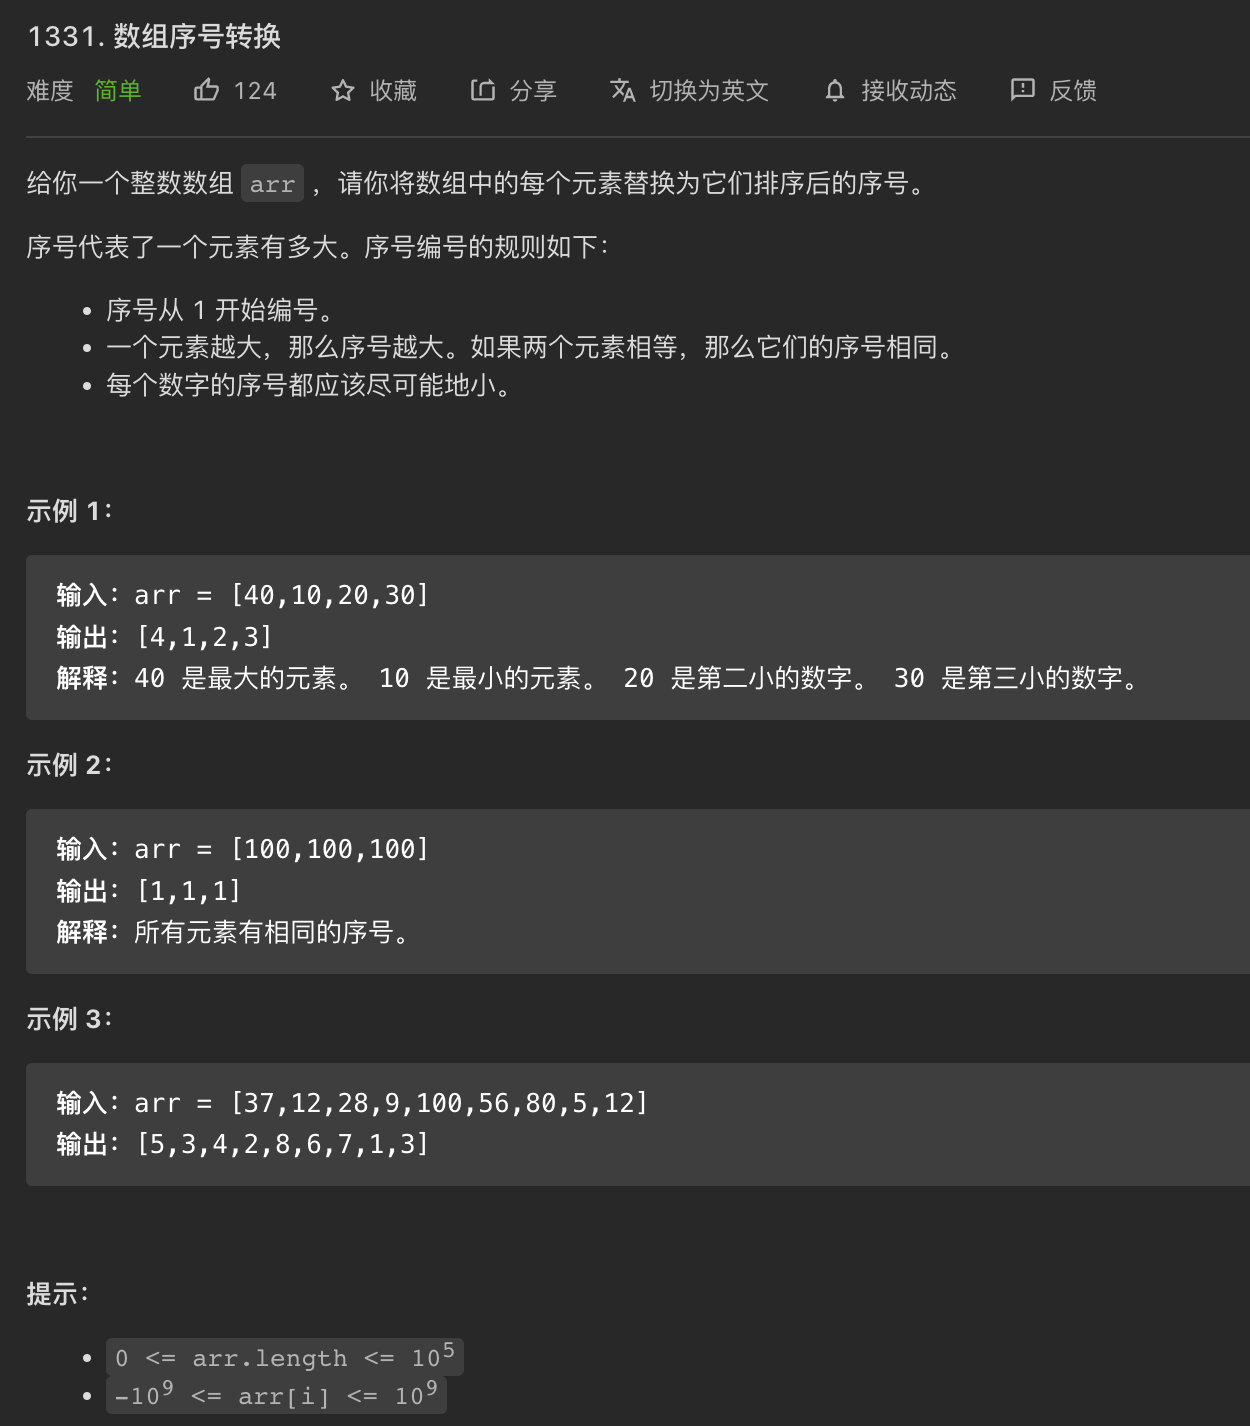 1331. 数组序号转换
难度 简单 124 收藏 分享 切换为英文 接收动态 反馈
给你一个整数数组 arr ，请你将数组中的每个元素替换为它们排序后的序号。
序号代表了一个元素有多大。序号编号的规则如下：
• 序号从 1 开始编号。
• 一个元素越大，那么序号越大。如果两个元素相等，那么它们的序号相同。
• 每个数字的序号都应该尽可能地小。
示例 1：
输入：arr = [40,10,20,30]
输出：[4,1,2,3]
解释：40 是最大的元素。 10 是最小的元素。 20 是第二小的数字。 30 是第三小的数字。
示例 2：
输入：arr = [100,100,100]
输出：[1,1,1]
解释：所有元素有相同的序号。
示例 3：
输入：arr = [37,12,28,9,100,56,80,5,12]
输出：[5,3,4,2,8,6,7,1,3]
提示：
• 0 <= arr.length <= 10⁵
• -10⁹ <= arr[i] <= 10⁹